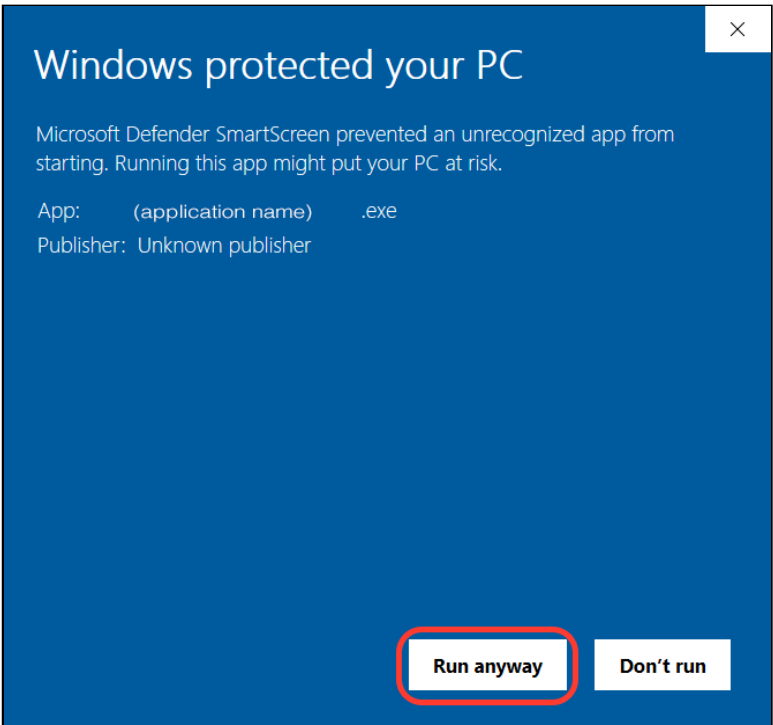 Windows protected your PC
Microsoft Defender SmartScreen prevented an unrecognized app from
starting. Running this app might put your PC at risk.
App: (application name) .exe
Publisher: Unknown publisher
Run anyway Don't run